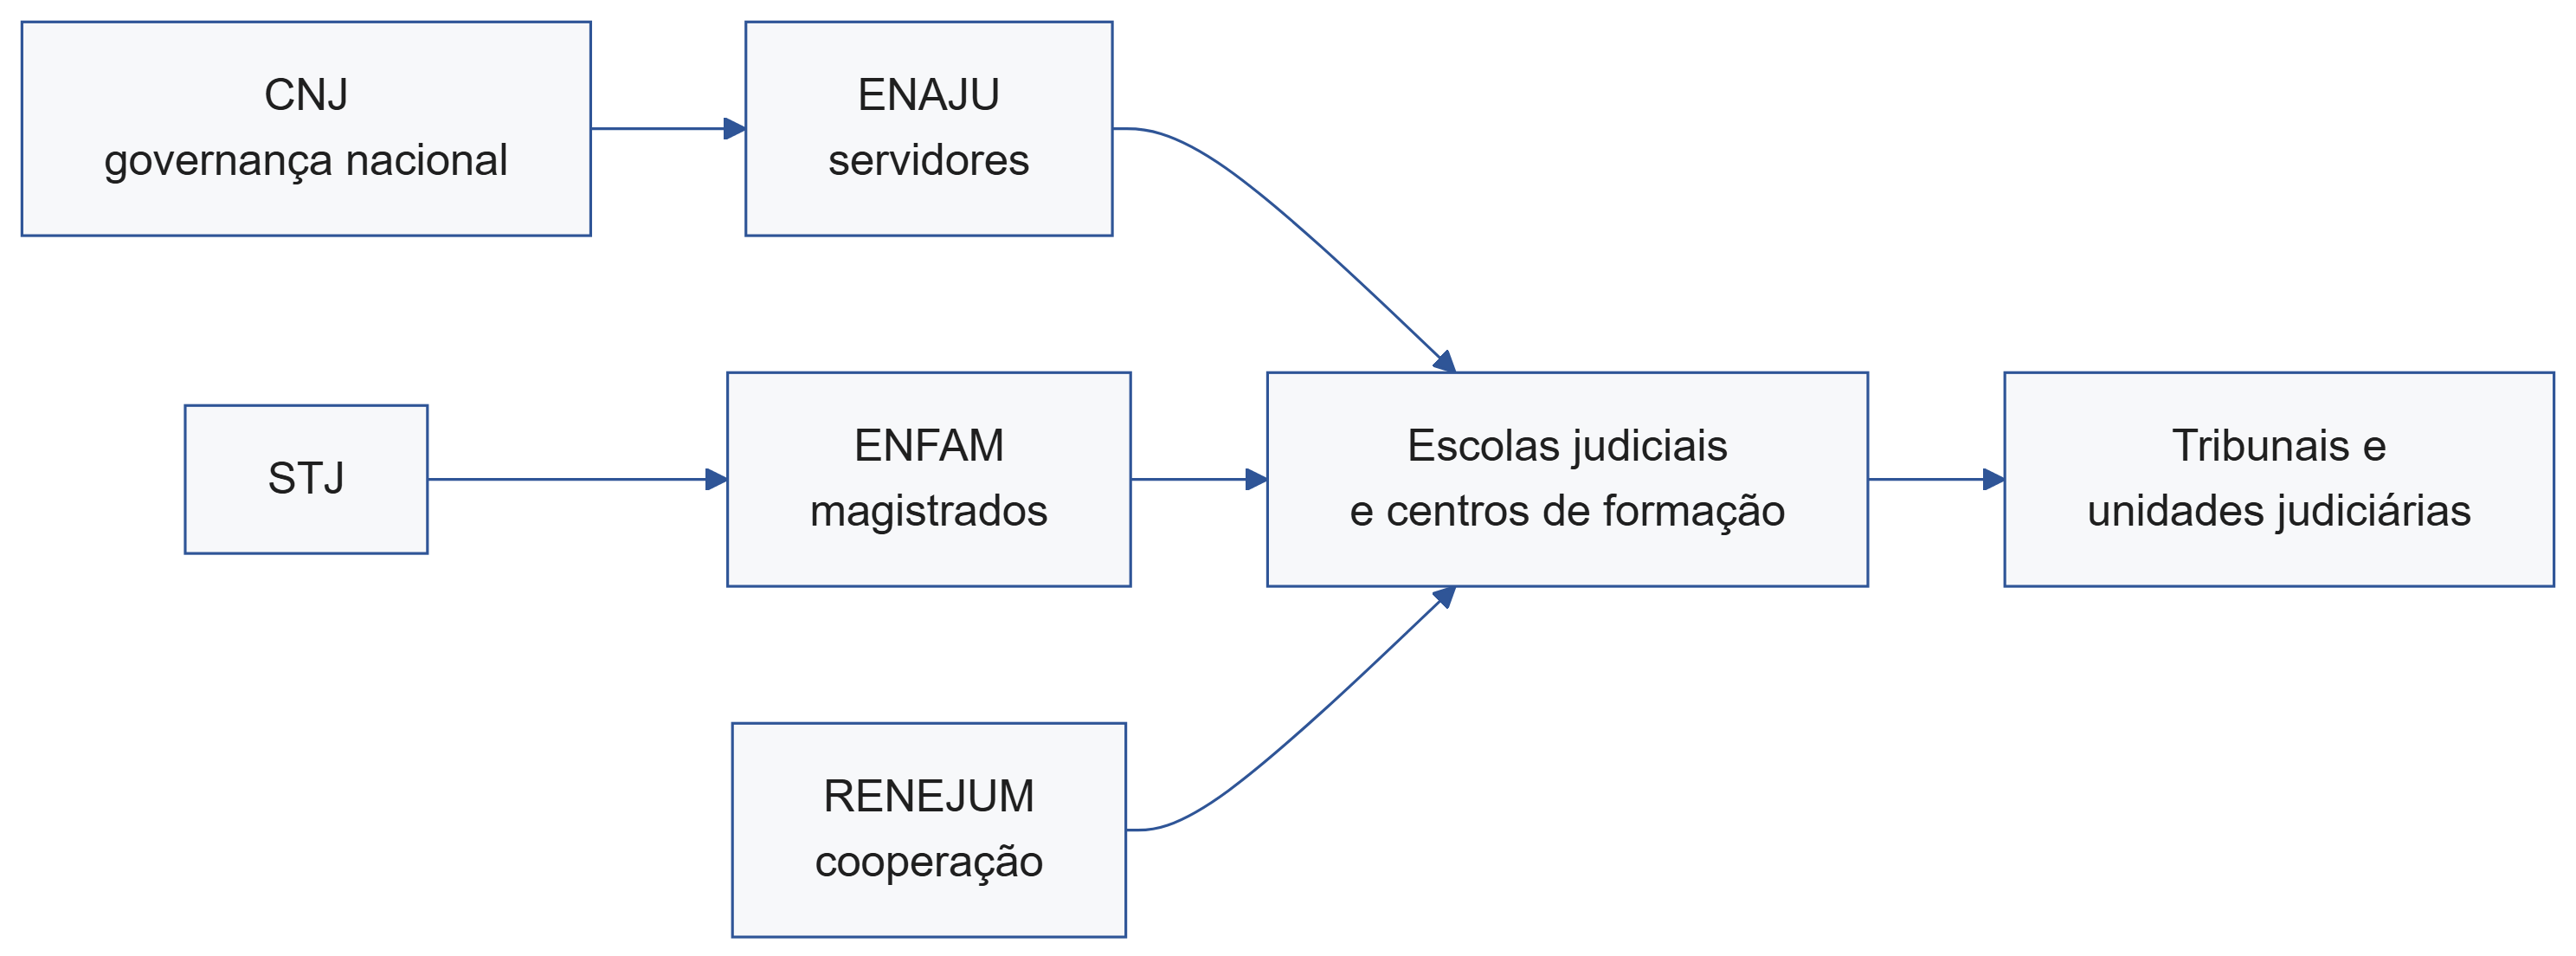 CNJ
governança nacional
ENAJU
servidores
STJ
ENFAM
magistrados
Escolas judiciais
e centros de formação
Tribunais e
unidades judiciárias
RENEJUM
cooperação